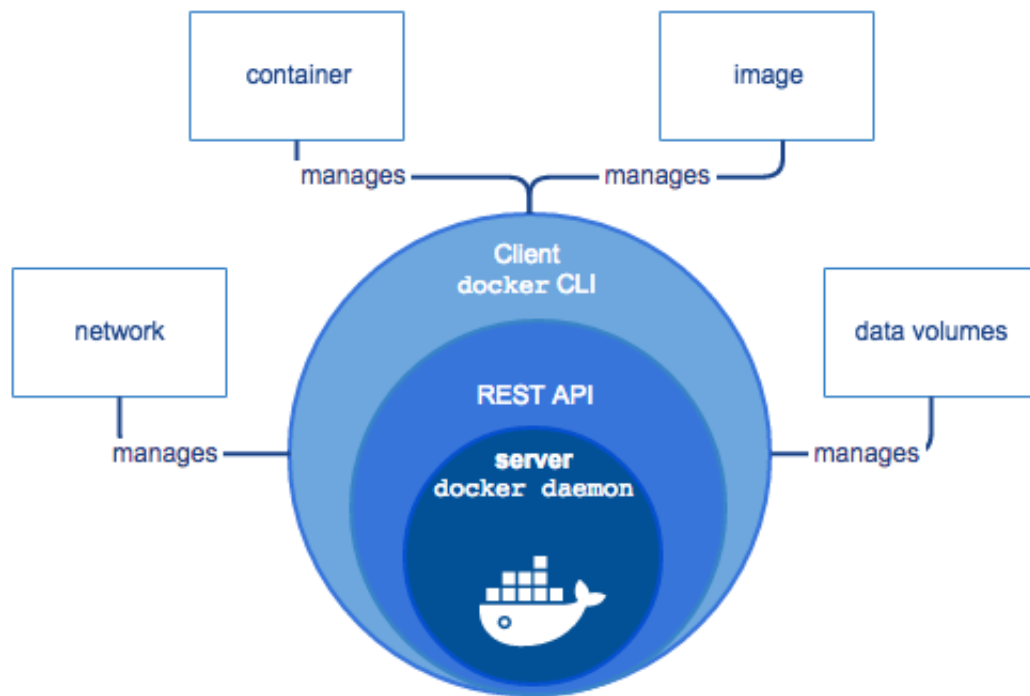 container
image
manages
manages
Client
docker CLI
network
data volumes
REST API
manages
manages
server
docker daemon